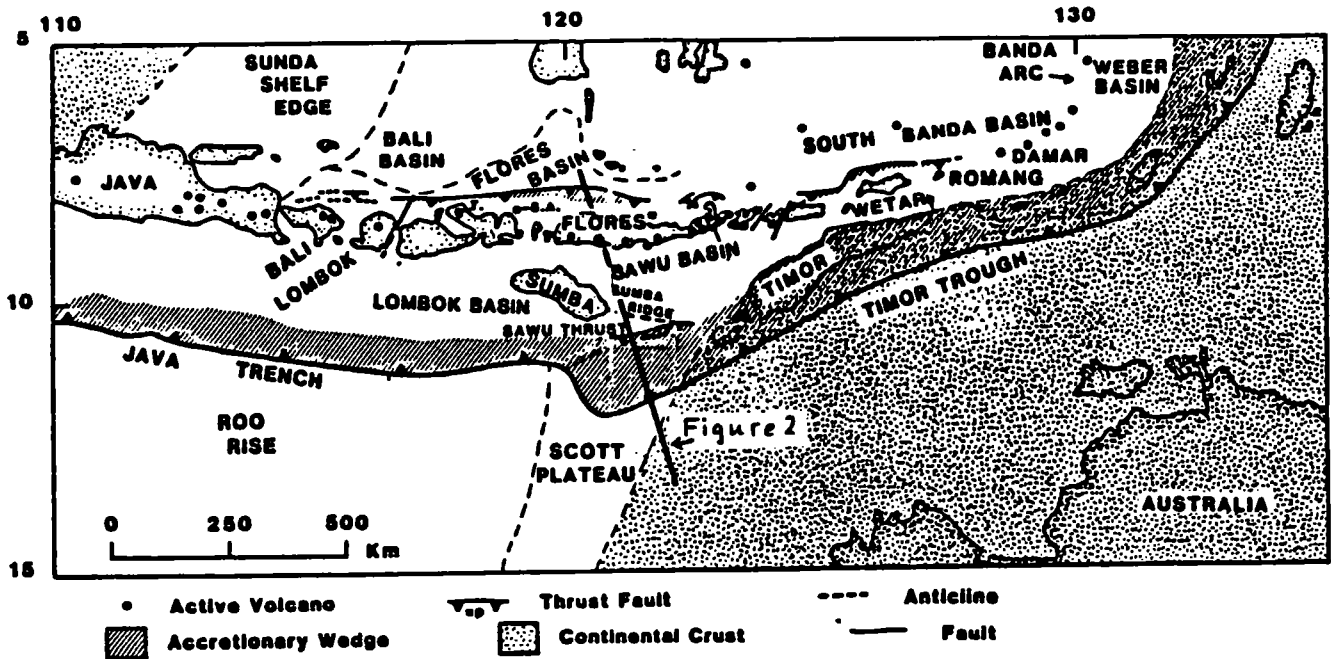 110
120
130
5
SUNDA
SHELF
EDGE
BANDA
ARC
WEBER
BASIN
BALI
BASIN
FLORES
BASIN
SOUTH BANDA BASIN
DAMAR
ROMANG
JAVA
WETAR
FLORES
BALI
LOMBOK
SAWU BASIN
TIMOR
TIMOR TROUGH
10
LOMBOK BASIN
SUMBA
SUMBA
RIDGE
SAWU THRUST
JAVA TRENCH
ROO
RISE
SCOTT
PLATEAU
Figure 2
AUSTRALIA
0 250 500
Km
15
Active Volcano
Thrust Fault
Anticline
Accretionary Wedge
Continental Crust
Fault